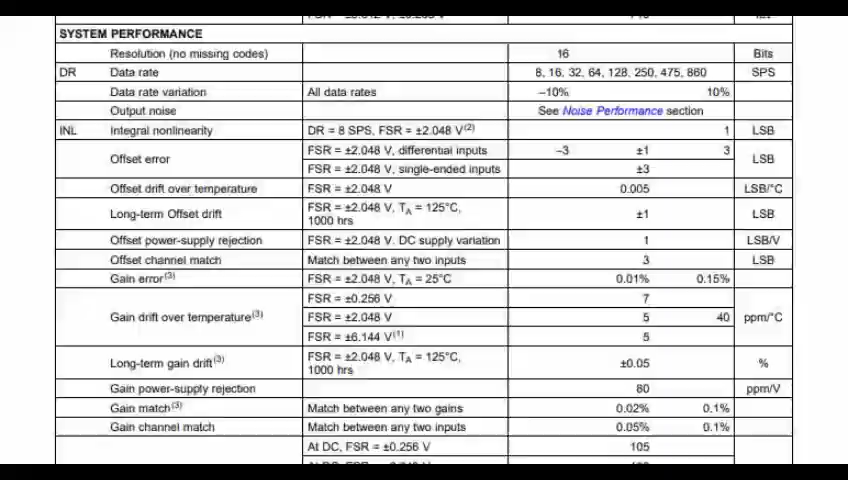 SYSTEM PERFORMANCE
Resolution (no missing codes) 16 Bits
DR Data rate 8, 16, 32, 64, 128, 250, 475, 860 SPS
Data rate variation All data rates –10% 10%
Output noise See Noise Performance section
INL Integral nonlinearity DR = 8 SPS, FSR = ±2.048 V(2) 1 LSB
Offset error FSR = ±2.048 V, differential inputs –3 ±1 3 LSB
FSR = ±2.048 V, single-ended inputs ±3
Offset drift over temperature FSR = ±2.048 V 0.005 LSB/°C
Long-term Offset drift FSR = ±2.048 V, TA = 125°C, 1000 hrs ±1 LSB
Offset power-supply rejection FSR = ±2.048 V. DC supply variation 1 LSB/V
Offset channel match Match between any two inputs 3 LSB
Gain error(3) FSR = ±2.048 V, TA = 25°C 0.01% 0.15%
Gain drift over temperature(3) FSR = ±0.256 V 7 ppm/°C
FSR = ±2.048 V 5 40
FSR = ±6.144 V(1) 5
Long-term gain drift(3) FSR = ±2.048 V, TA = 125°C, 1000 hrs ±0.05 %
Gain power-supply rejection 80 ppm/V
Gain match(3) Match between any two gains 0.02% 0.1%
Gain channel match Match between any two inputs 0.05% 0.1%
At DC, FSR = ±0.256 V 105